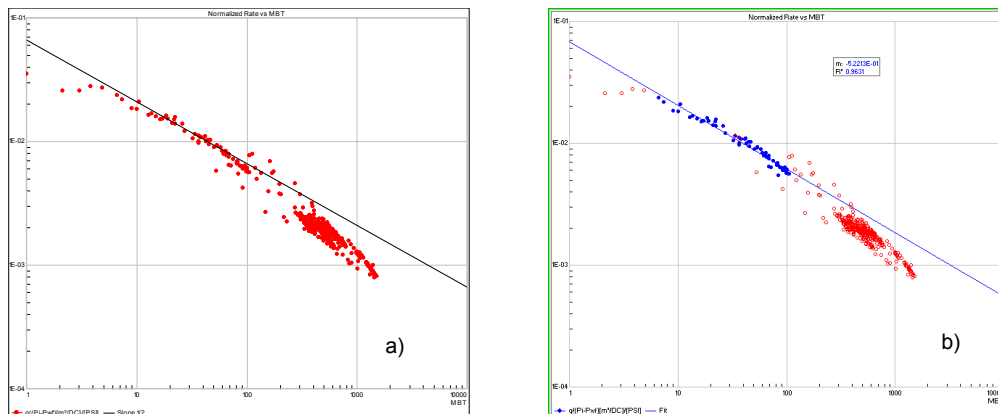 Normalized Rate vs MBT
1E-01
1E-02
1E-03
1E-04
1
10
100
1000
10000
MBT
a)
q/(Pi-Pwf)[m³/DC]/[PSI]
Slope 1/2
Normalized Rate vs MBT
1E-01
m: -5.2213E-01
R² 0.9631
1E-02
1E-03
1E-04
1
10
100
1000
b)
q/(Pi-Pwf)[m³/DC]/[PSI]
Fit